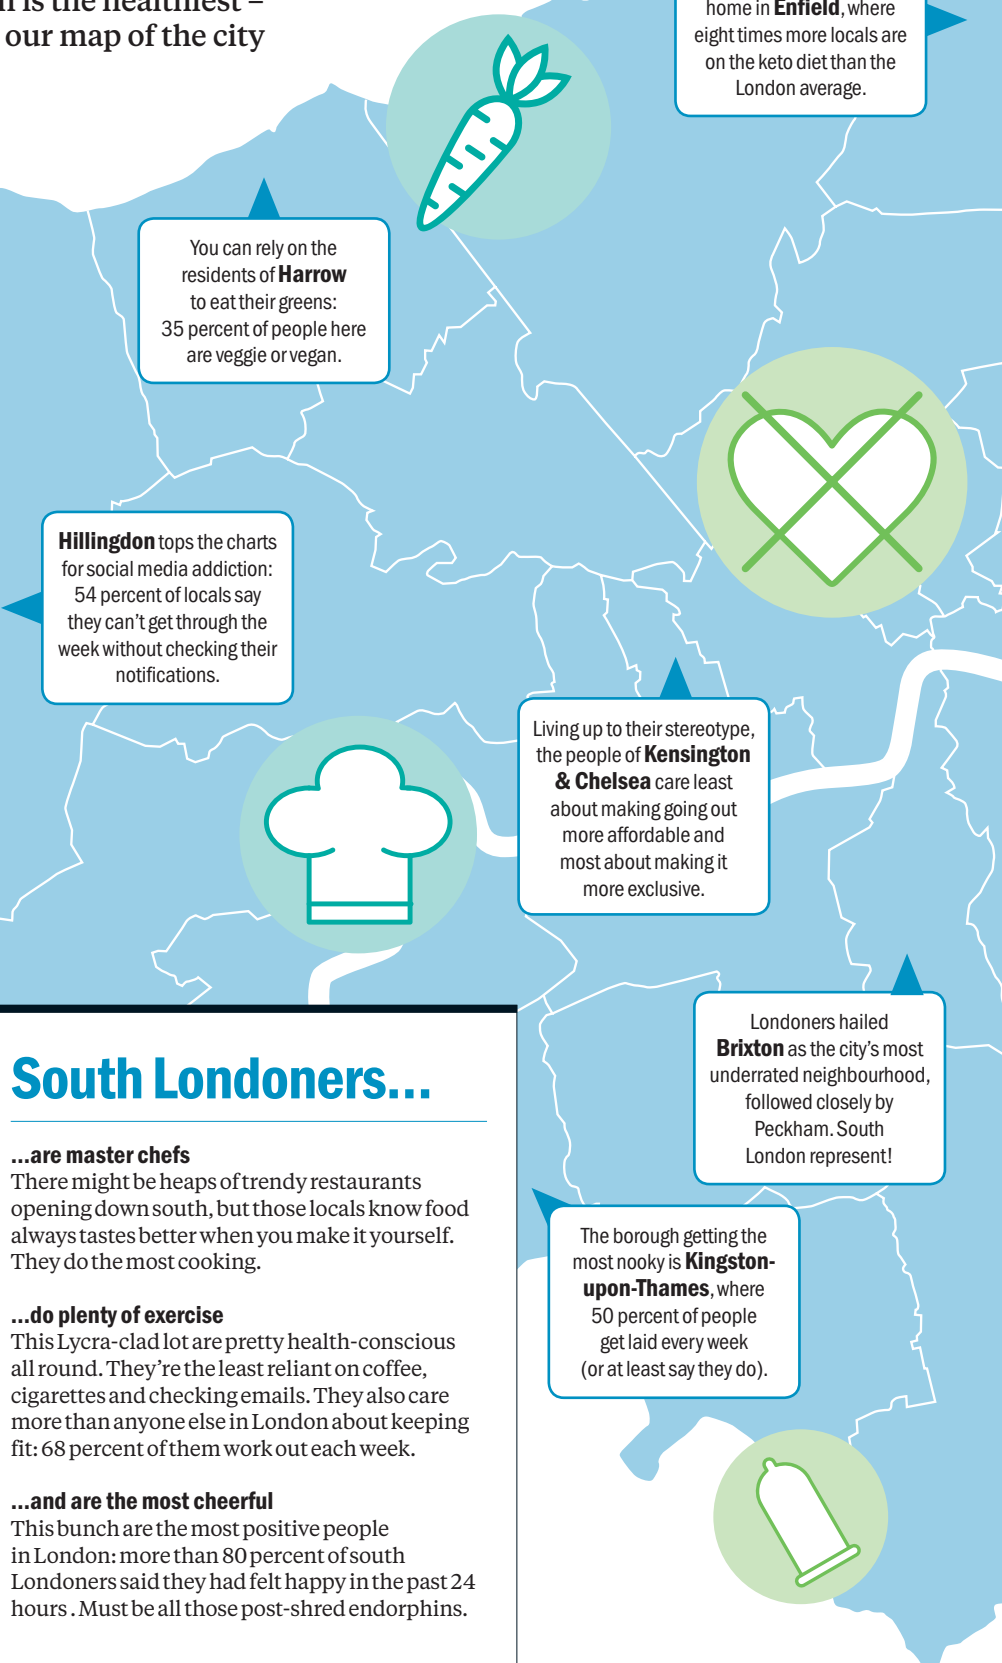 is the healthiest –
our map of the city
home in Enfield, where
eight times more locals are
on the keto diet than the
London average.
You can rely on the
residents of Harrow
to eat their greens:
35 percent of people here
are veggie or vegan.
Hillingdon tops the charts
for social media addiction:
54 percent of locals say
they can't get through the
week without checking their
notifications.
Living up to their stereotype,
the people of Kensington
& Chelsea care least
about making going out
more affordable and
most about making it
more exclusive.
Londoners hailed
Brixton as the city's most
underrated neighbourhood,
followed closely by
Peckham. South
London represent!
The borough getting the
most nooky is Kingston-
upon-Thames, where
50 percent of people
get laid every week
(or at least say they do).
South Londoners...
...are master chefs
There might be heaps of trendy restaurants
opening down south, but those locals know food
always tastes better when you make it yourself.
They do the most cooking.
...do plenty of exercise
This Lycra-clad lot are pretty health-conscious
all round. They're the least reliant on coffee,
cigarettes and checking emails. They also care
more than anyone else in London about keeping
fit: 68 percent of them work out each week.
...and are the most cheerful
This bunch are the most positive people
in London: more than 80 percent of south
Londoners said they had felt happy in the past 24
hours . Must be all those post-shred endorphins.